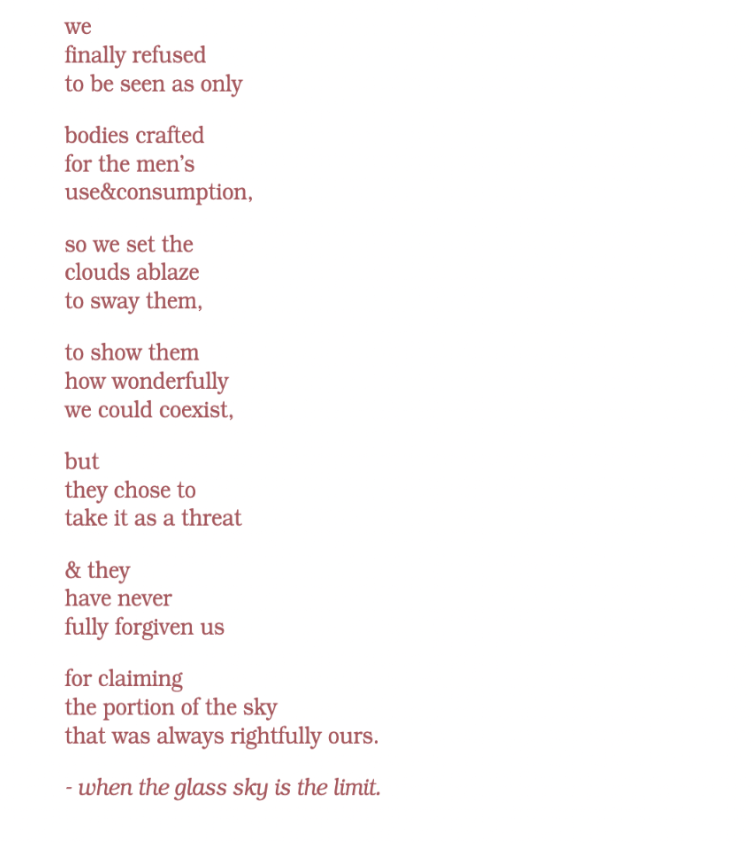 we
finally refused
to be seen as only
bodies crafted
for the men’s
use&consumption,
so we set the
clouds ablaze
to sway them,
to show them
how wonderfully
we could coexist,
but
they chose to
take it as a threat
& they
have never
fully forgiven us
for claiming
the portion of the sky
that was always rightfully ours.
- when the glass sky is the limit.